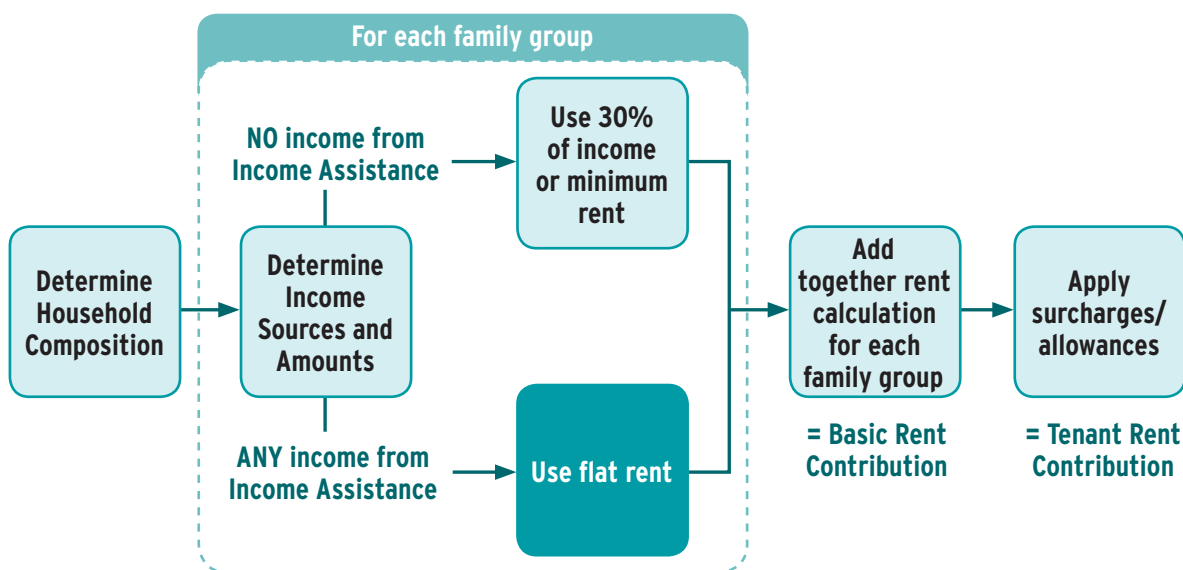 For each family group
Determine
Household
Composition
NO income from
Income Assistance
Determine
Income
Sources and
Amounts
ANY income from
Income Assistance
Use 30%
of income
or minimum
rent
Use flat rent
Add
together rent
calculation
for each
family group
= Basic Rent
Contribution
Apply
surcharges/
allowances
= Tenant Rent
Contribution